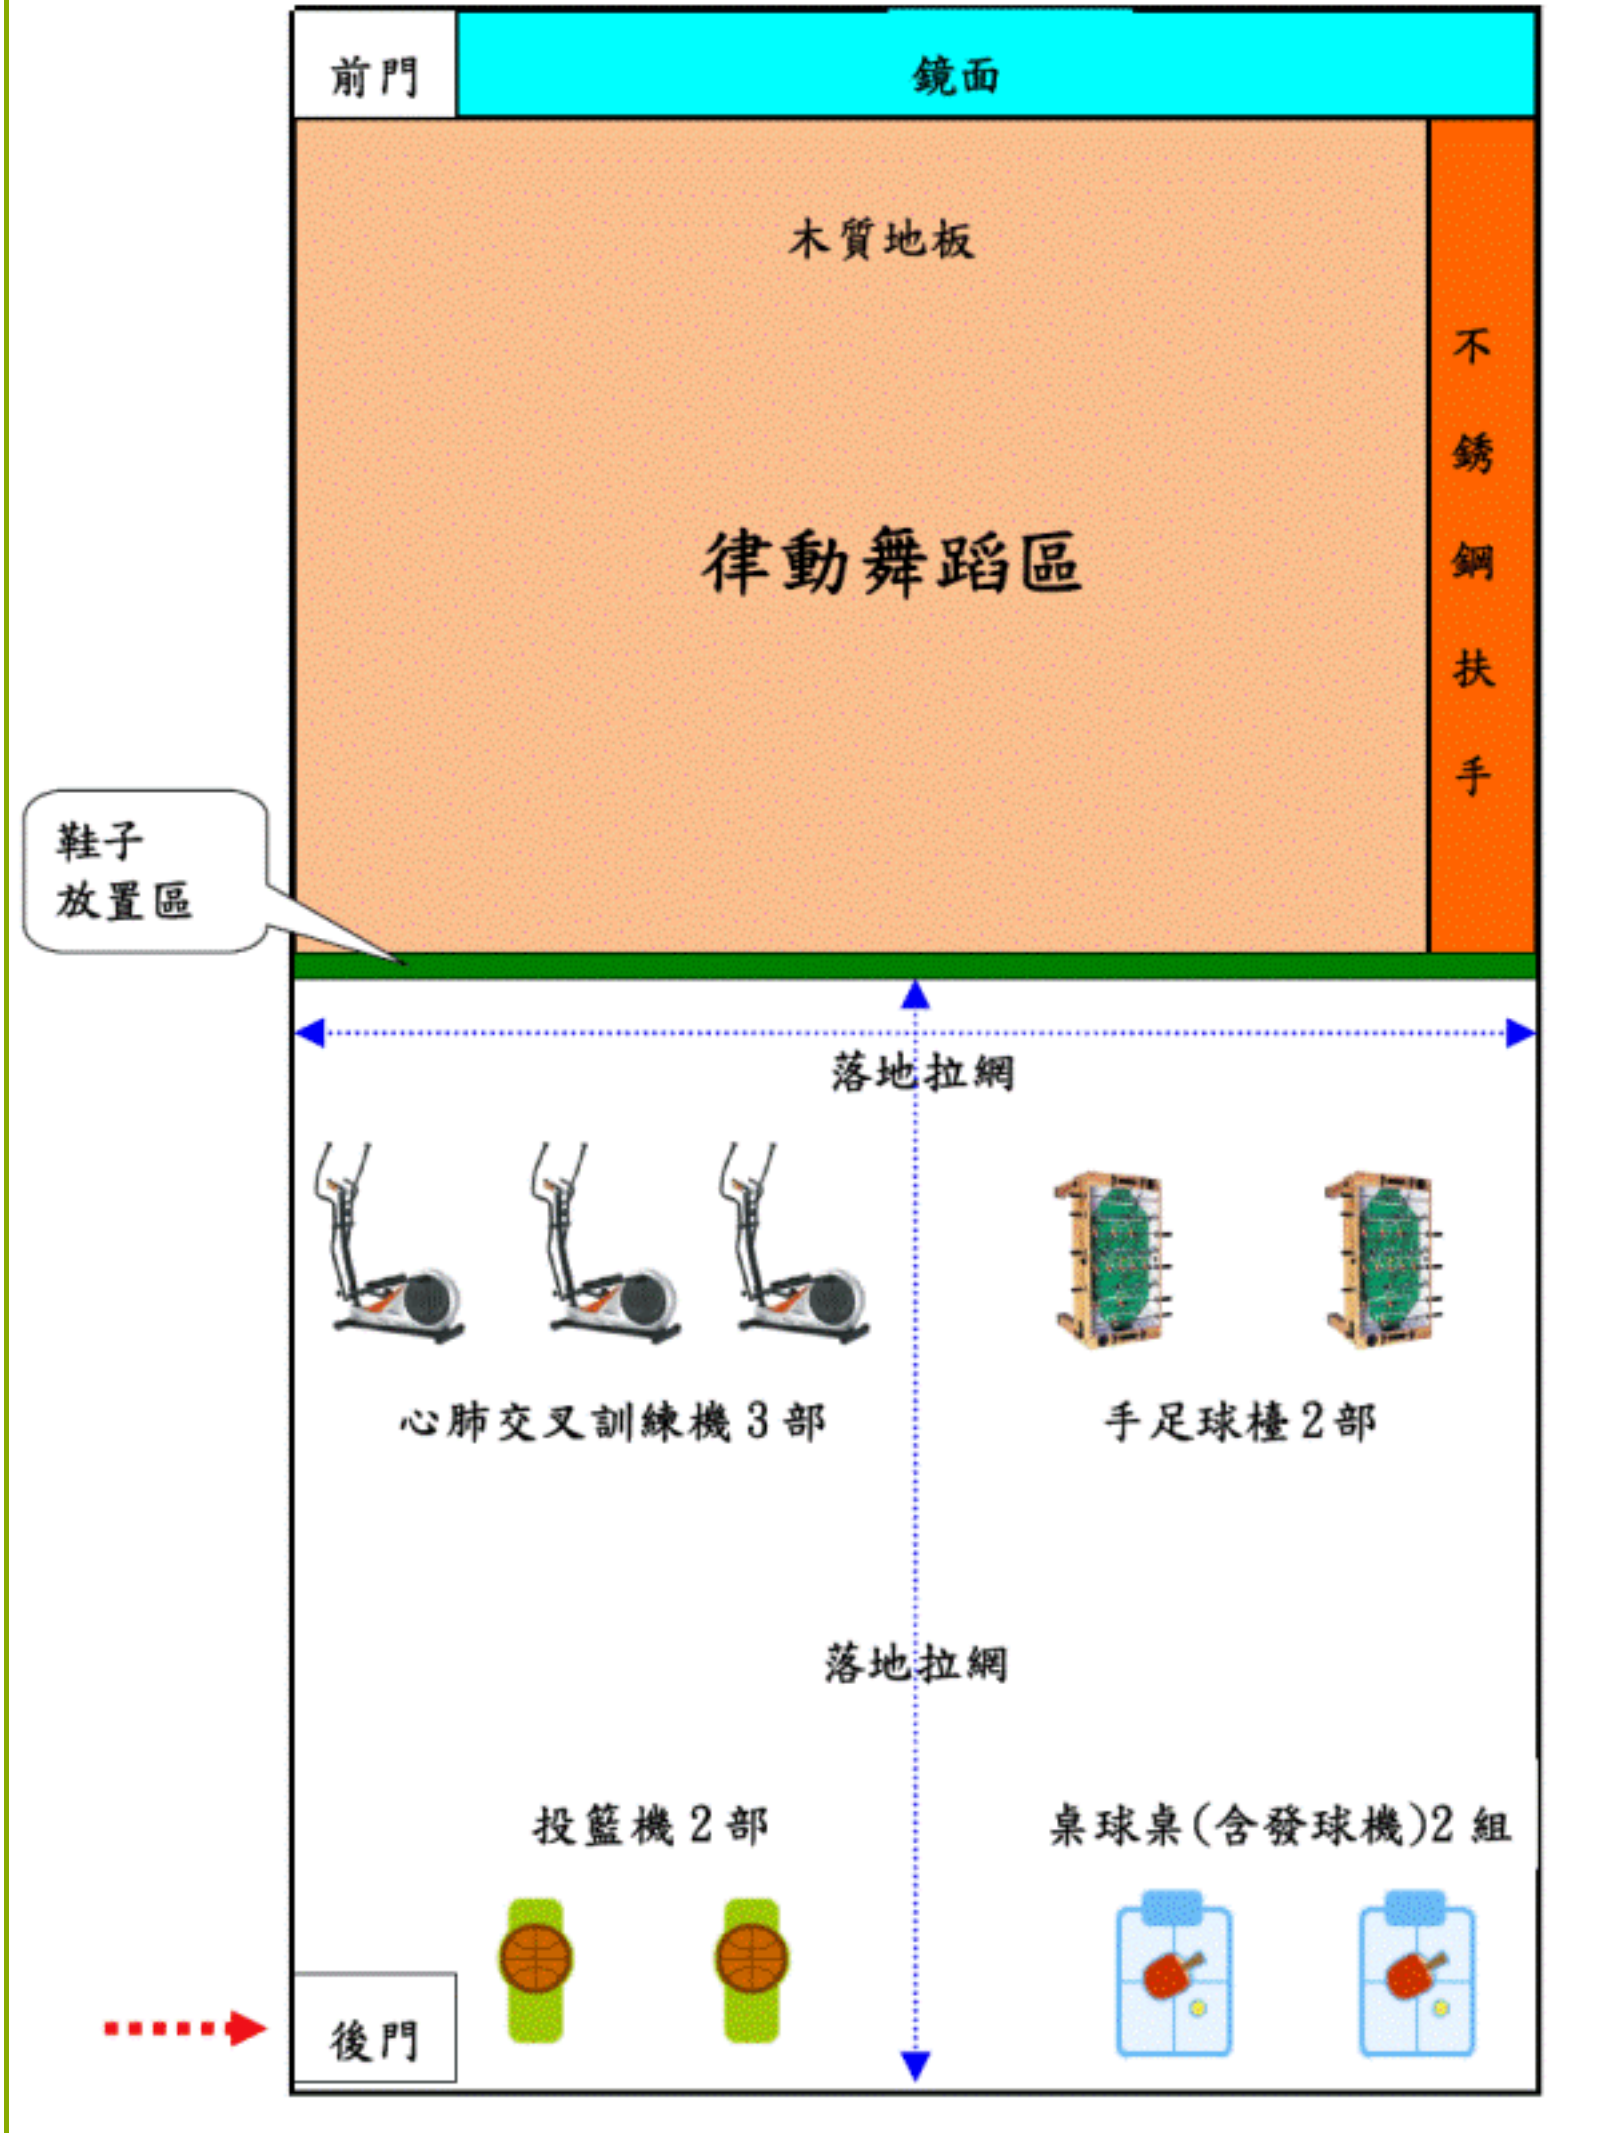 前門
鏡面
木質地板
不銹鋼扶手
律動舞蹈區
鞋子
放置區
落地拉網
心肺交叉訓練機3部
手足球檯2部
落地拉網
投籃機2部
桌球桌(含發球機)2組
後門